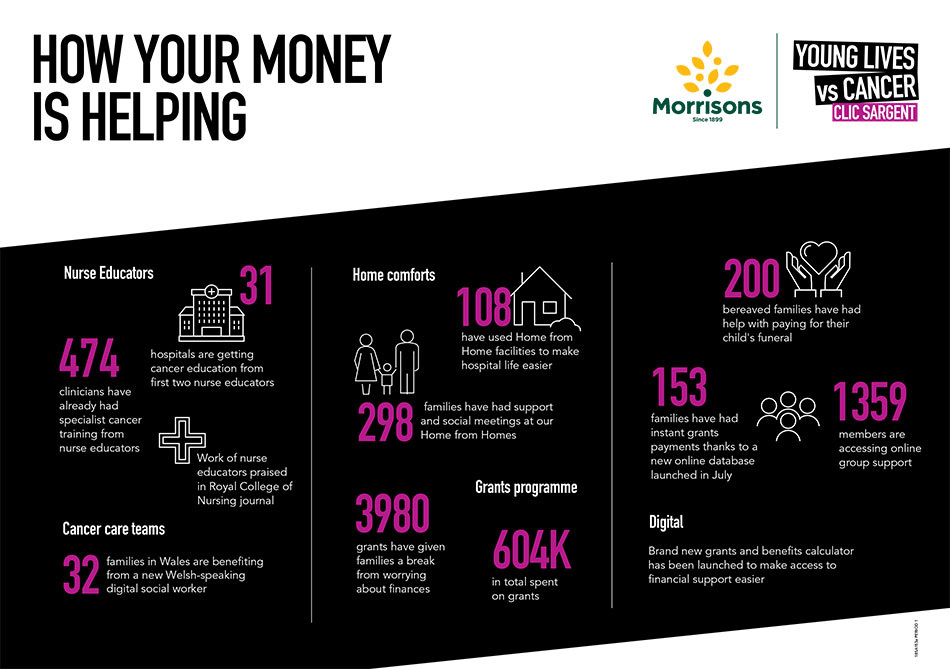 HOW YOUR MONEY
IS HELPING
Morrisons
Since 1899
YOUNG LIVES
vs CANCER
CLIC SARGENT
Nurse Educators
31
hospitals are getting
cancer education from
first two nurse educators
474
clinicians have
already had
specialist cancer
training from
nurse educators
Work of nurse
educators praised
in Royal College of
Nursing journal
Cancer care teams
32
families in Wales are benefiting
from a new Welsh-speaking
digital social worker
Home comforts
108
have used Home from
Home facilities to make
hospital life easier
298
families have had support
and social meetings at our
Home from Homes
Grants programme
3980
grants have given
families a break
from worrying
about finances
604K
in total spent
on grants
200
bereaved families have had
help with paying for their
child's funeral
153
families have had
instant grants
payments thanks to a
new online database
launched in July
1359
members are
accessing online
group support
Digital
Brand new grants and benefits calculator
has been launched to make access to
financial support easier